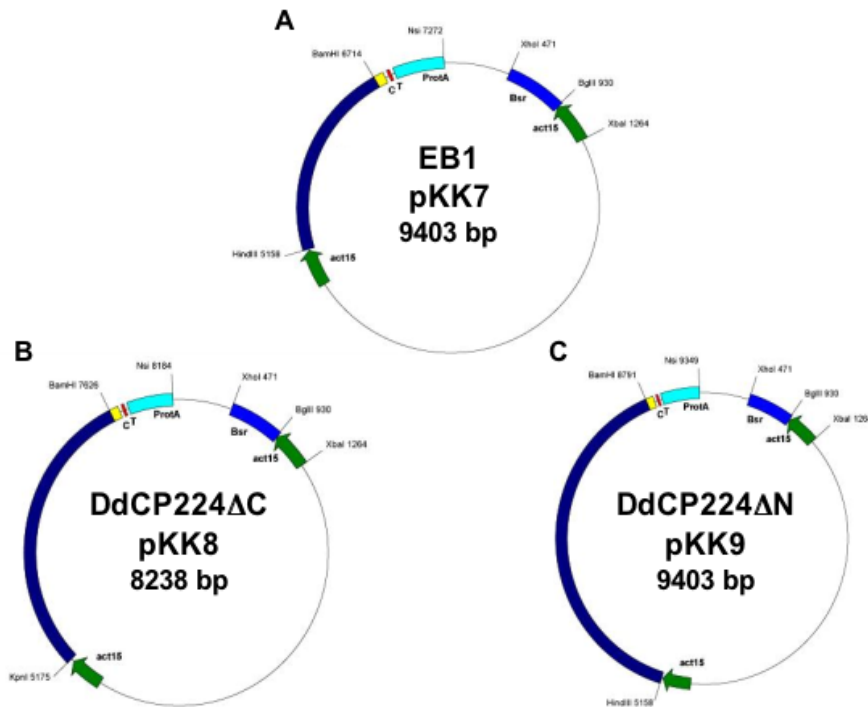 A
Nsi 7272
XhoI 471
BamHI 6714
BglII 930
C
T
ProtA
Bsr
act15
XbaI 1264
EB1
pKK7
9403 bp
HindIII 5158
act15
B
Nsi 8184
XhoI 471
BamHI 7626
BglII 930
C
T
ProtA
Bsr
act15
XbaI 1264
DdCP224ΔC
pKK8
8238 bp
act15
KpnI 5175
C
Nsi 9349
XhoI 471
BamHI 8791
BglII 930
C
T
ProtA
Bsr
act15
XbaI 126
DdCP224ΔN
pKK9
9403 bp
act15
HindIII 5158